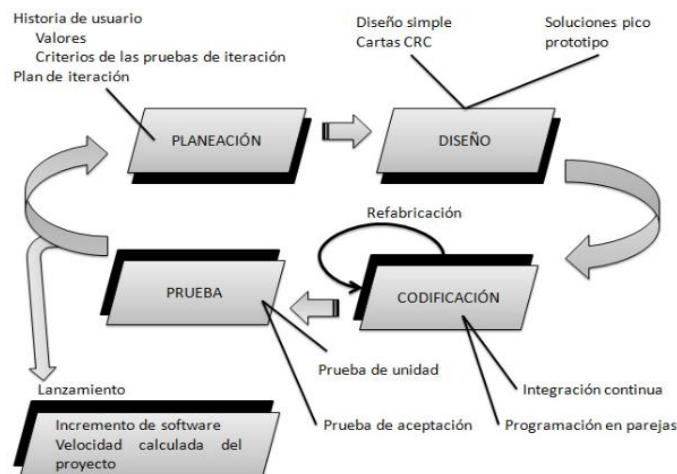 Historia de usuario
Valores
Criterios de las pruebas de iteración
Plan de iteración
Diseño simple
Cartas CRC
Soluciones pico
prototipo
PLANEACIÓN
DISEÑO
Refabricación
PRUEBA
CODIFICACIÓN
Prueba de unidad
Lanzamiento
Integración continua
Prueba de aceptación
Programación en parejas
Incremento de software
Velocidad calculada del
proyecto